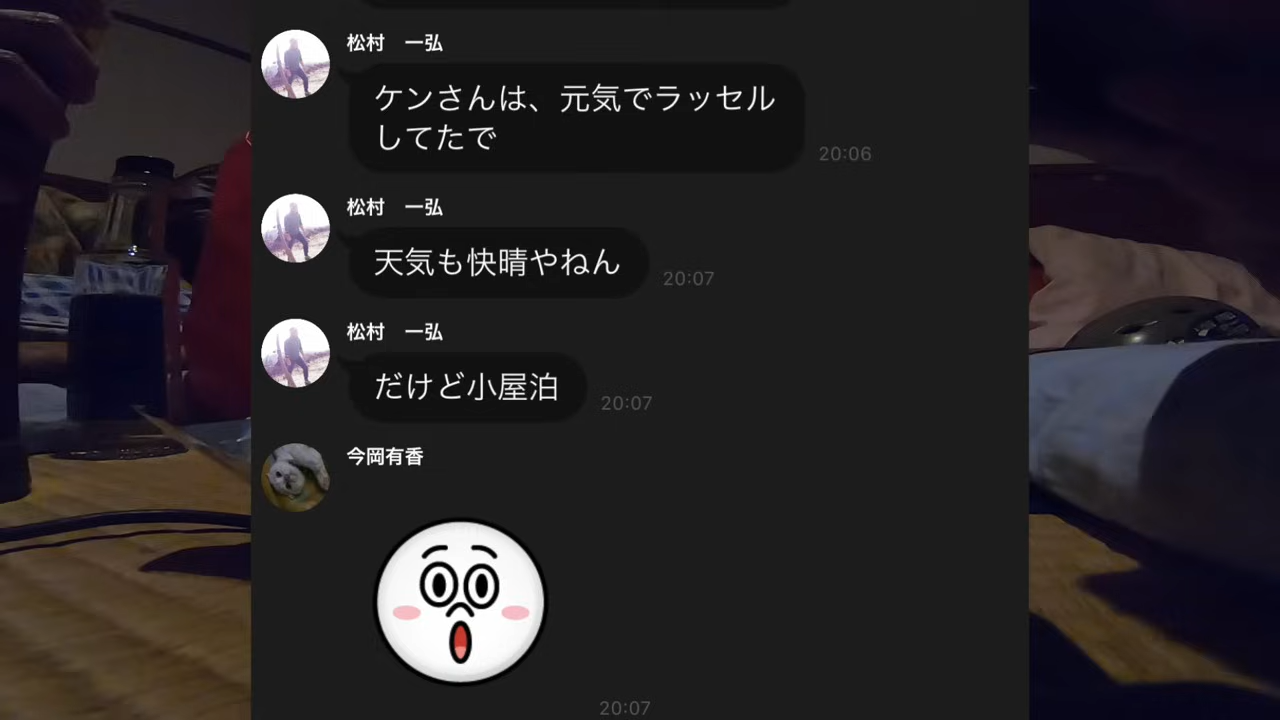 松村　一弘
ケンさんは、元気でラッセル
してたで
20:06
松村　一弘
天気も快晴やねん
20:07
松村　一弘
だけど小屋泊
20:07
今岡有香
20:07